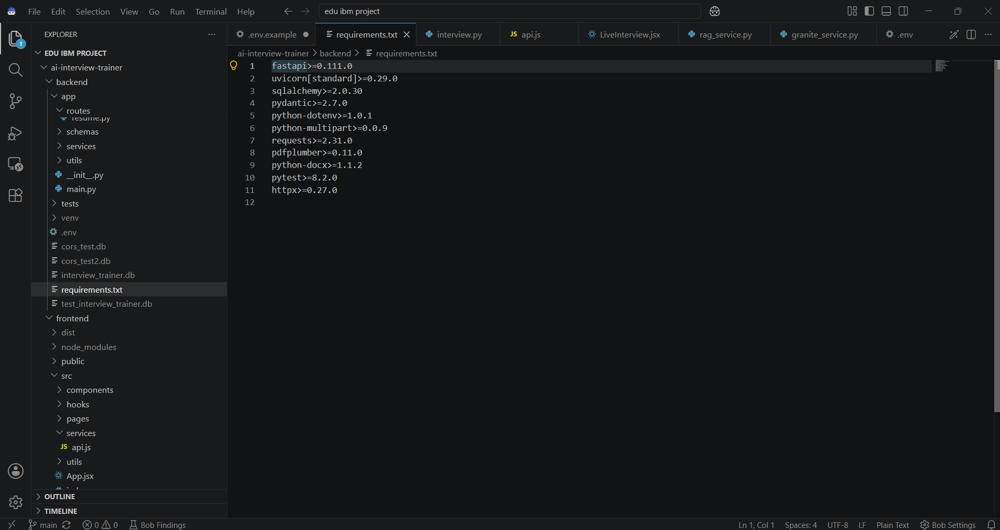 File Edit Selection View Go Run Terminal Help
edu ibm project
EXPLORER
1
EDU IBM PROJECT
ai-interview-trainer
backend
app
routes
resume.py
schemas
services
utils
__init__.py
main.py
tests
venv
.env
cors_test.db
cors_test2.db
interview_trainer.db
requirements.txt
test_interview_trainer.db
frontend
dist
node_modules
public
src
components
hooks
pages
services
JS api.js
utils
App.jsx
OUTLINE
TIMELINE
.env.example requirements.txt interview.py JS api.js LiveInterview.jsx rag_service.py granite_service.py .env
ai-interview-trainer > backend > requirements.txt
1 fastapi>=0.111.0
2 uvicorn[standard]>=0.29.0
3 sqlalchemy>=2.0.30
4 pydantic>=2.7.0
5 python-dotenv>=1.0.1
6 python-multipart>=0.0.9
7 requests>=2.31.0
8 pdfplumber>=0.11.0
9 python-docx>=1.1.2
10 pytest>=8.2.0
11 httpx>=0.27.0
12
main 0 0 Bob Findings Ln 1, Col 1 Spaces: 4 UTF-8 LF Plain Text Bob Settings